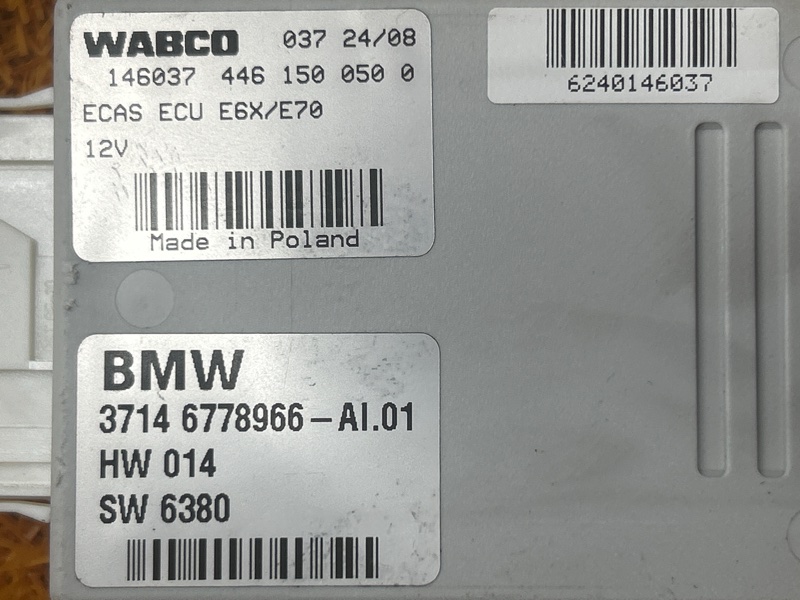 WABCO 037 24/08
146037 446 150 050 0
ECAS ECU E6X/E70
12V
Made in Poland
6240146037
BMW
3714 6778966-AI.01
HW 014
SW 6380